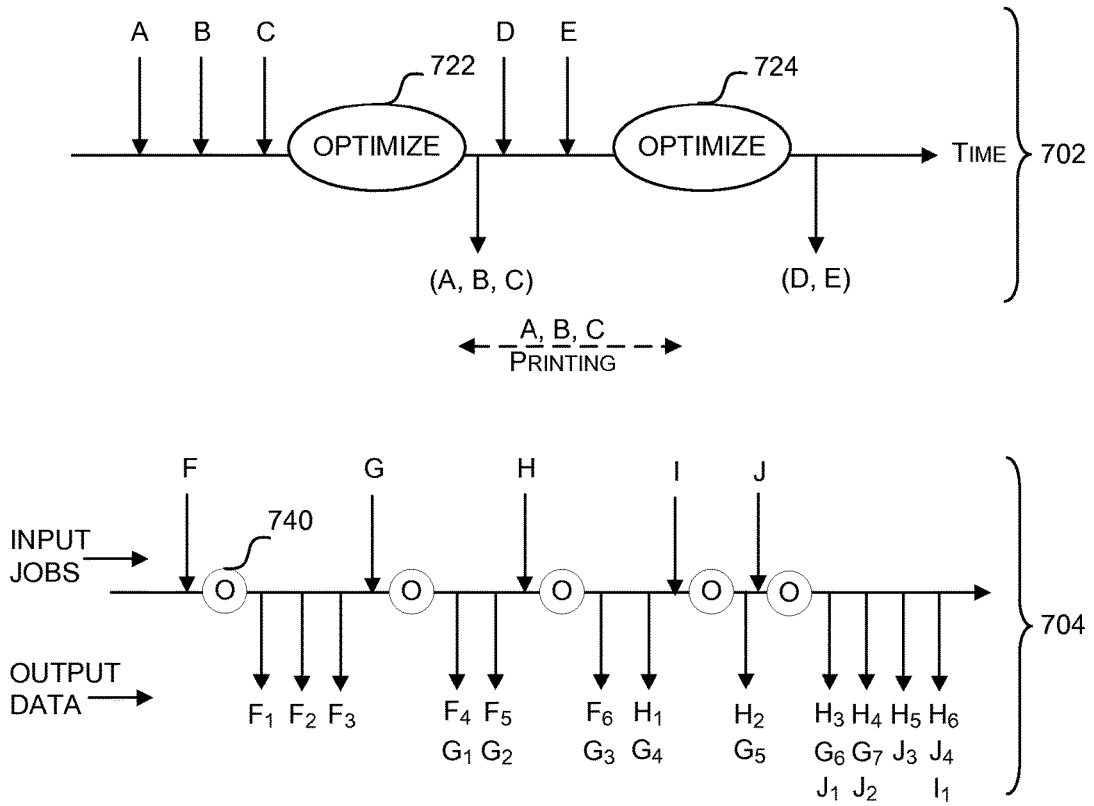 A B C D E
722 724
OPTIMIZE OPTIMIZE
TIME 702
(A, B, C) (D, E)
A, B, C
PRINTING
F G H I J
740
INPUT
JOBS
O O O O O
704
OUTPUT
DATA
F₁ F₂ F₃ F₄ F₅ F₆ H₁ H₂ H₃ H₄ H₅ H₆
G₁ G₂ G₃ G₄ G₅ G₆ G₇ J₃ J₄
J₁ J₂ I₁